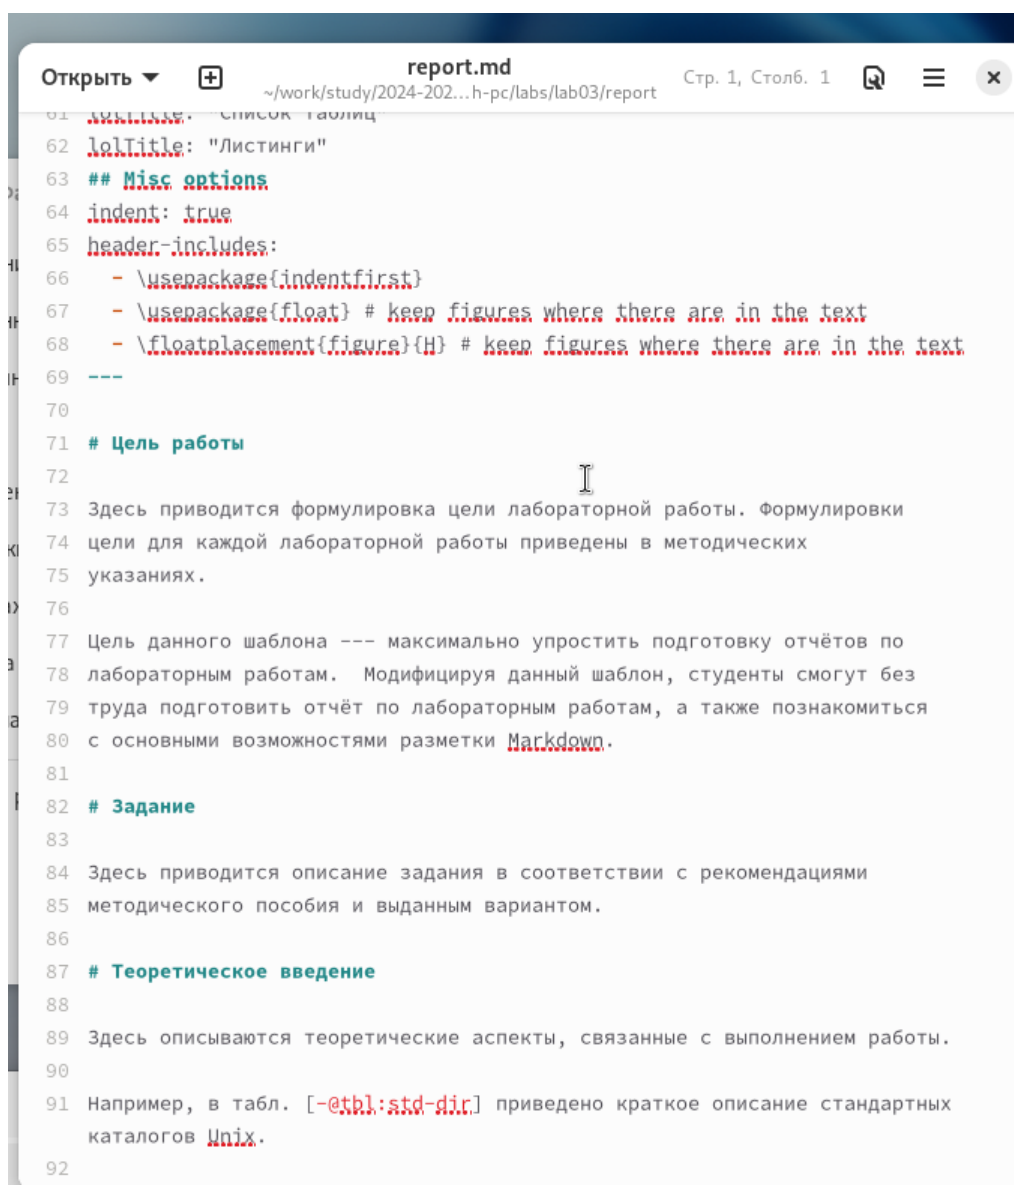 Открыть
report.md
~/work/study/2024-202...h-pc/labs/lab03/report
Стр. 1, Столб. 1
61 lotTitle: "Список Таблиц"
62 lolTitle: "Листинги"
63 ## Misc options
64 indent: true
65 header-includes:
66 - \usepackage{indentfirst}
67 - \usepackage{float} # keep figures where there are in the text
68 - \floatplacement{figure}{H} # keep figures where there are in the text
69 ---
70
71 # Цель работы
72
73 Здесь приводится формулировка цели лабораторной работы. Формулировки
74 цели для каждой лабораторной работы приведены в методических
75 указаниях.
76
77 Цель данного шаблона --- максимально упростить подготовку отчётов по
78 лабораторным работам.  Модифицируя данный шаблон, студенты смогут без
79 труда подготовить отчёт по лабораторным работам, а также познакомиться
80 с основными возможностями разметки Markdown.
81
82 # Задание
83
84 Здесь приводится описание задания в соответствии с рекомендациями
85 методического пособия и выданным вариантом.
86
87 # Теоретическое введение
88
89 Здесь описываются теоретические аспекты, связанные с выполнением работы.
90
91 Например, в табл. [-@tbl:std-dir] приведено краткое описание стандартных
каталогов Unix.
92